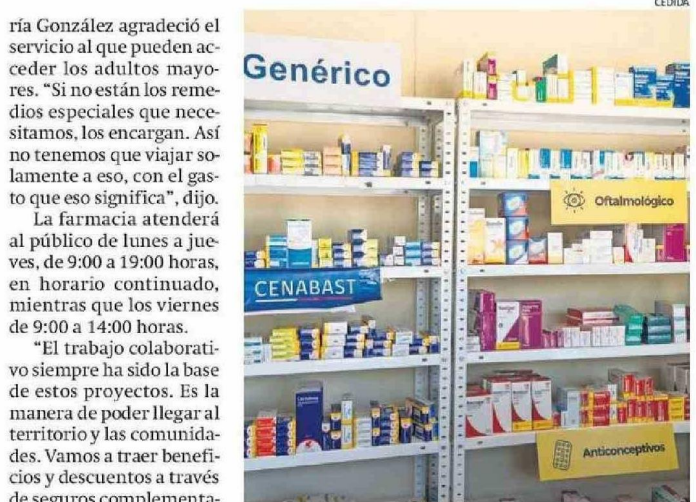 CEDIDA
ría González agradeció el
servicio al que pueden ac-
ceder los adultos mayo-
res. "Si no están los reme-
dios especiales que nece-
sitamos, los encargan. Así
no tenemos que viajar so-
lamente a eso, con el gas-
to que eso significa", dijo.
La farmacia atenderá
al público de lunes a jue-
ves, de 9:00 a 19:00 horas,
en horario continuado,
mientras que los viernes
de 9:00 a 14:00 horas.
"El trabajo colaborati-
vo siempre ha sido la base
de estos proyectos. Es la
manera de poder llegar al
territorio y las comunida-
des. Vamos a traer benefi-
cios y descuentos a través
de seguros complementa-
Genérico
Oftalmológico
CENABAST
Anticonceptivos